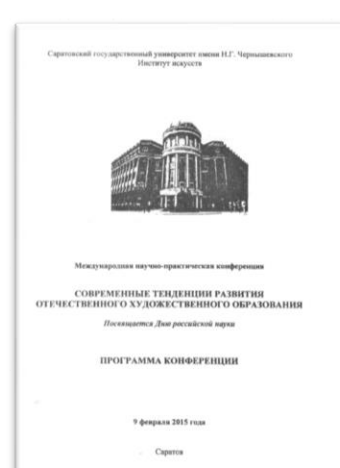 Саратовский государственный университет имени Н.Г. Чернышевского
Институт искусств
Международная научно-практическая конференция
СОВРЕМЕННЫЕ ТЕНДЕНЦИИ РАЗВИТИЯ
ОТЕЧЕСТВЕННОГО ХУДОЖЕСТВЕННОГО ОБРАЗОВАНИЯ
Посвящается Дню российской науки
ПРОГРАММА КОНФЕРЕНЦИИ
9 февраля 2015 года
Саратов